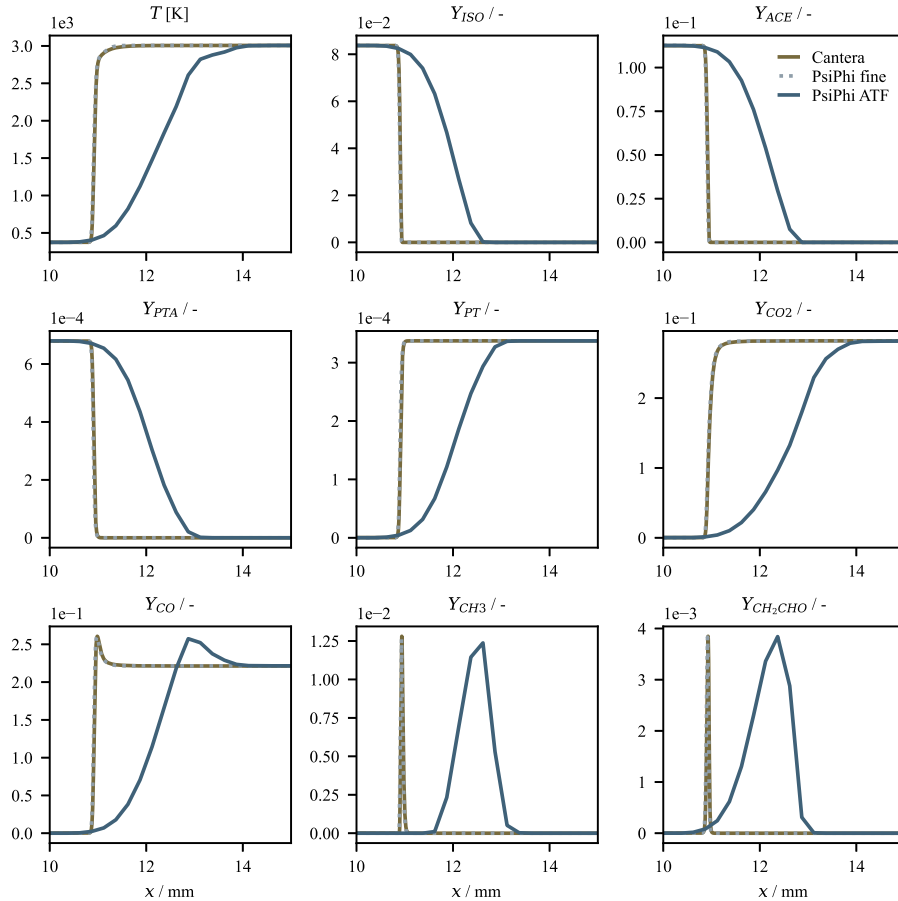 T [K]
1e3
3.0
2.5
2.0
1.5
1.0
0.5
10 12 14
Y_ISO / -
1e−2
8
6
4
2
0
10 12 14
Y_ACE / -
1e−1
1.00
0.75
0.50
0.25
0.00
10 12 14
Cantera
PsiPhi fine
PsiPhi ATF
Y_PTA / -
1e−4
6
4
2
0
10 12 14
Y_PT / -
1e−4
3
2
1
0
10 12 14
Y_CO2 / -
1e−1
2
1
0
10 12 14
Y_CO / -
1e−1
2.5
2.0
1.5
1.0
0.5
0.0
10 12 14
x / mm
Y_CH3 / -
1e−2
1.25
1.00
0.75
0.50
0.25
0.00
10 12 14
x / mm
Y_CH₂CHO / -
1e−3
4
3
2
1
0
10 12 14
x / mm